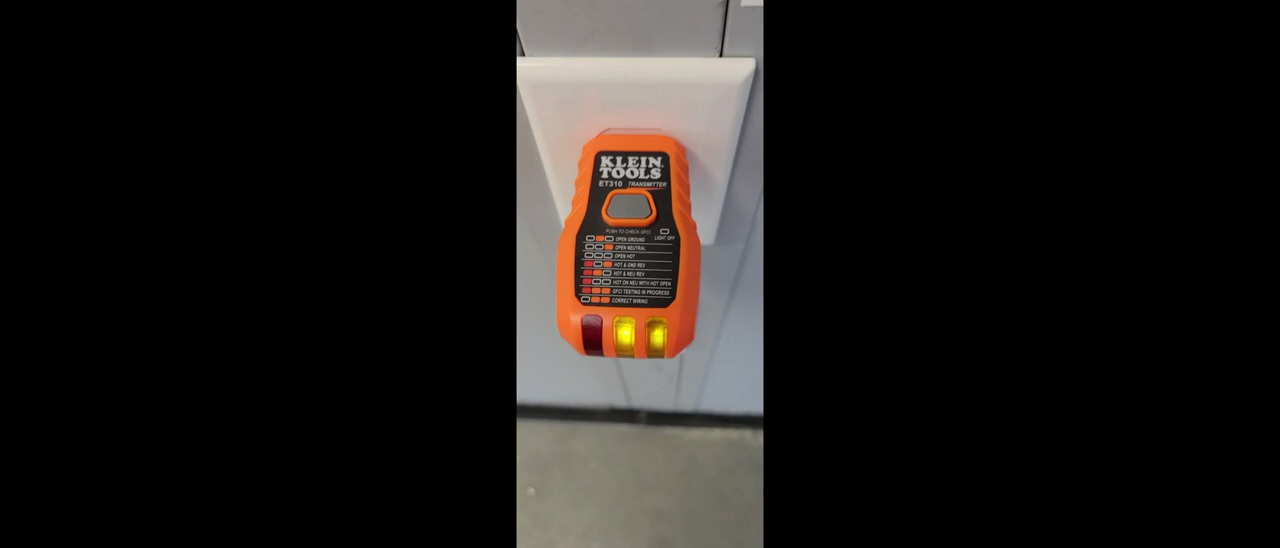 KLEIN
TOOLS
ET310 TRANSMITTER
PUSH TO CHECK GFCI
LIGHT OFF
OPEN GROUND
OPEN NEUTRAL
OPEN HOT
HOT & GND REV
HOT & NEU REV
HOT ON NEU WITH HOT OPEN
GFCI TESTING IN PROGRESS
CORRECT WIRING